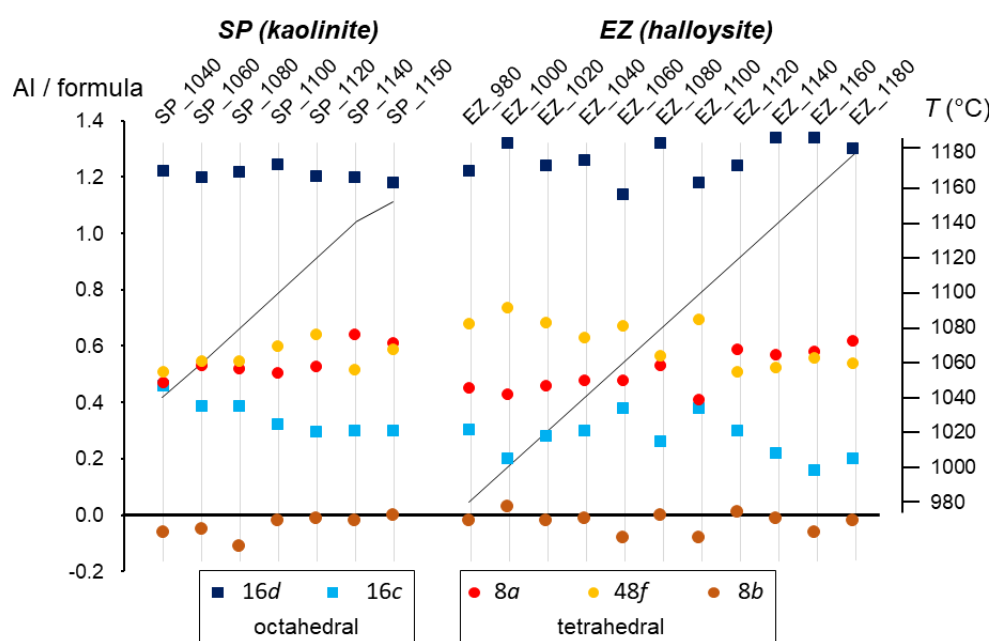 SP (kaolinite)
EZ (halloysite)
Al / formula
SP_1040
SP_1060
SP_1080
SP_1100
SP_1120
SP_1140
SP_1150
EZ_980
EZ_1000
EZ_1020
EZ_1040
EZ_1060
EZ_1080
EZ_1100
EZ_1120
EZ_1140
EZ_1160
EZ_1180
T (°C)
1.4
1.2
1.0
0.8
0.6
0.4
0.2
0.0
-0.2
1180
1160
1140
1120
1100
1080
1060
1040
1020
1000
980
16d 16c
octahedral
8a 48f 8b
tetrahedral